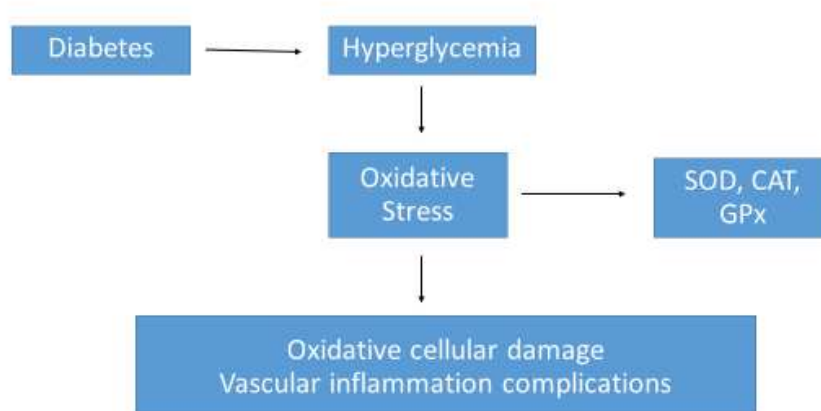 Diabetes
Hyperglycemia
Oxidative
Stress
SOD, CAT,
GPx
Oxidative cellular damage
Vascular inflammation complications